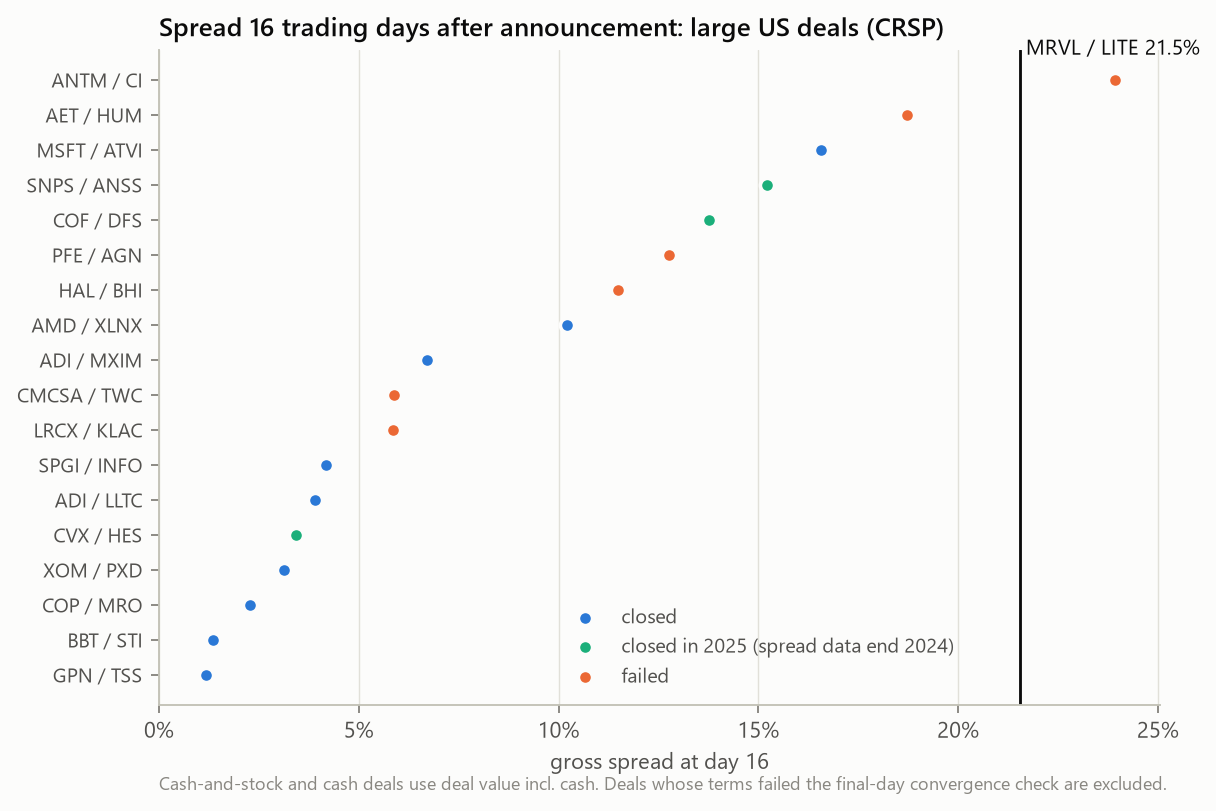 Spread 16 trading days after announcement: large US deals (CRSP)
MRVL / LITE 21.5%
ANTM / CI
AET / HUM
MSFT / ATVI
SNPS / ANSS
COF / DFS
PFE / AGN
HAL / BHI
AMD / XLNX
ADI / MXIM
CMCSA / TWC
LRCX / KLAC
SPGI / INFO
ADI / LLTC
CVX / HES
XOM / PXD
COP / MRO
BBT / STI
GPN / TSS
closed
closed in 2025 (spread data end 2024)
failed
0% 5% 10% 15% 20% 25%
gross spread at day 16
Cash-and-stock and cash deals use deal value incl. cash. Deals whose terms failed the final-day convergence check are excluded.